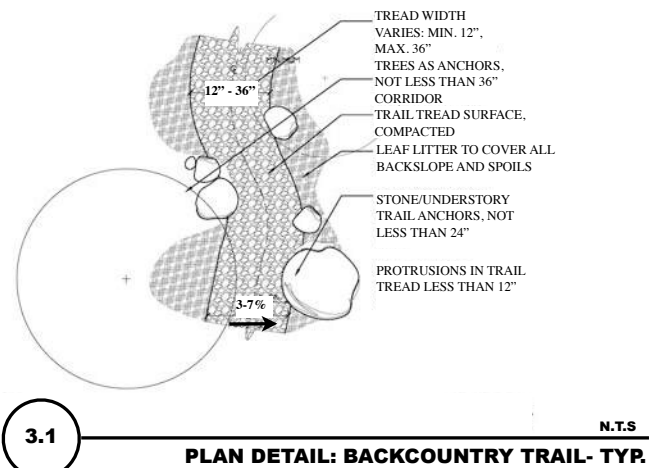 TREAD WIDTH
VARIES: MIN. 12”,
MAX. 36”
TREES AS ANCHORS,
NOT LESS THAN 36”
CORRIDOR
TRAIL TREAD SURFACE,
COMPACTED
LEAF LITTER TO COVER ALL
BACKSLOPE AND SPOILS
STONE/UNDERSTORY
TRAIL ANCHORS, NOT
LESS THAN 24”
PROTRUSIONS IN TRAIL
TREAD LESS THAN 12”
12” - 36”
3-7%
3.1
N.T.S
PLAN DETAIL: BACKCOUNTRY TRAIL- TYP.